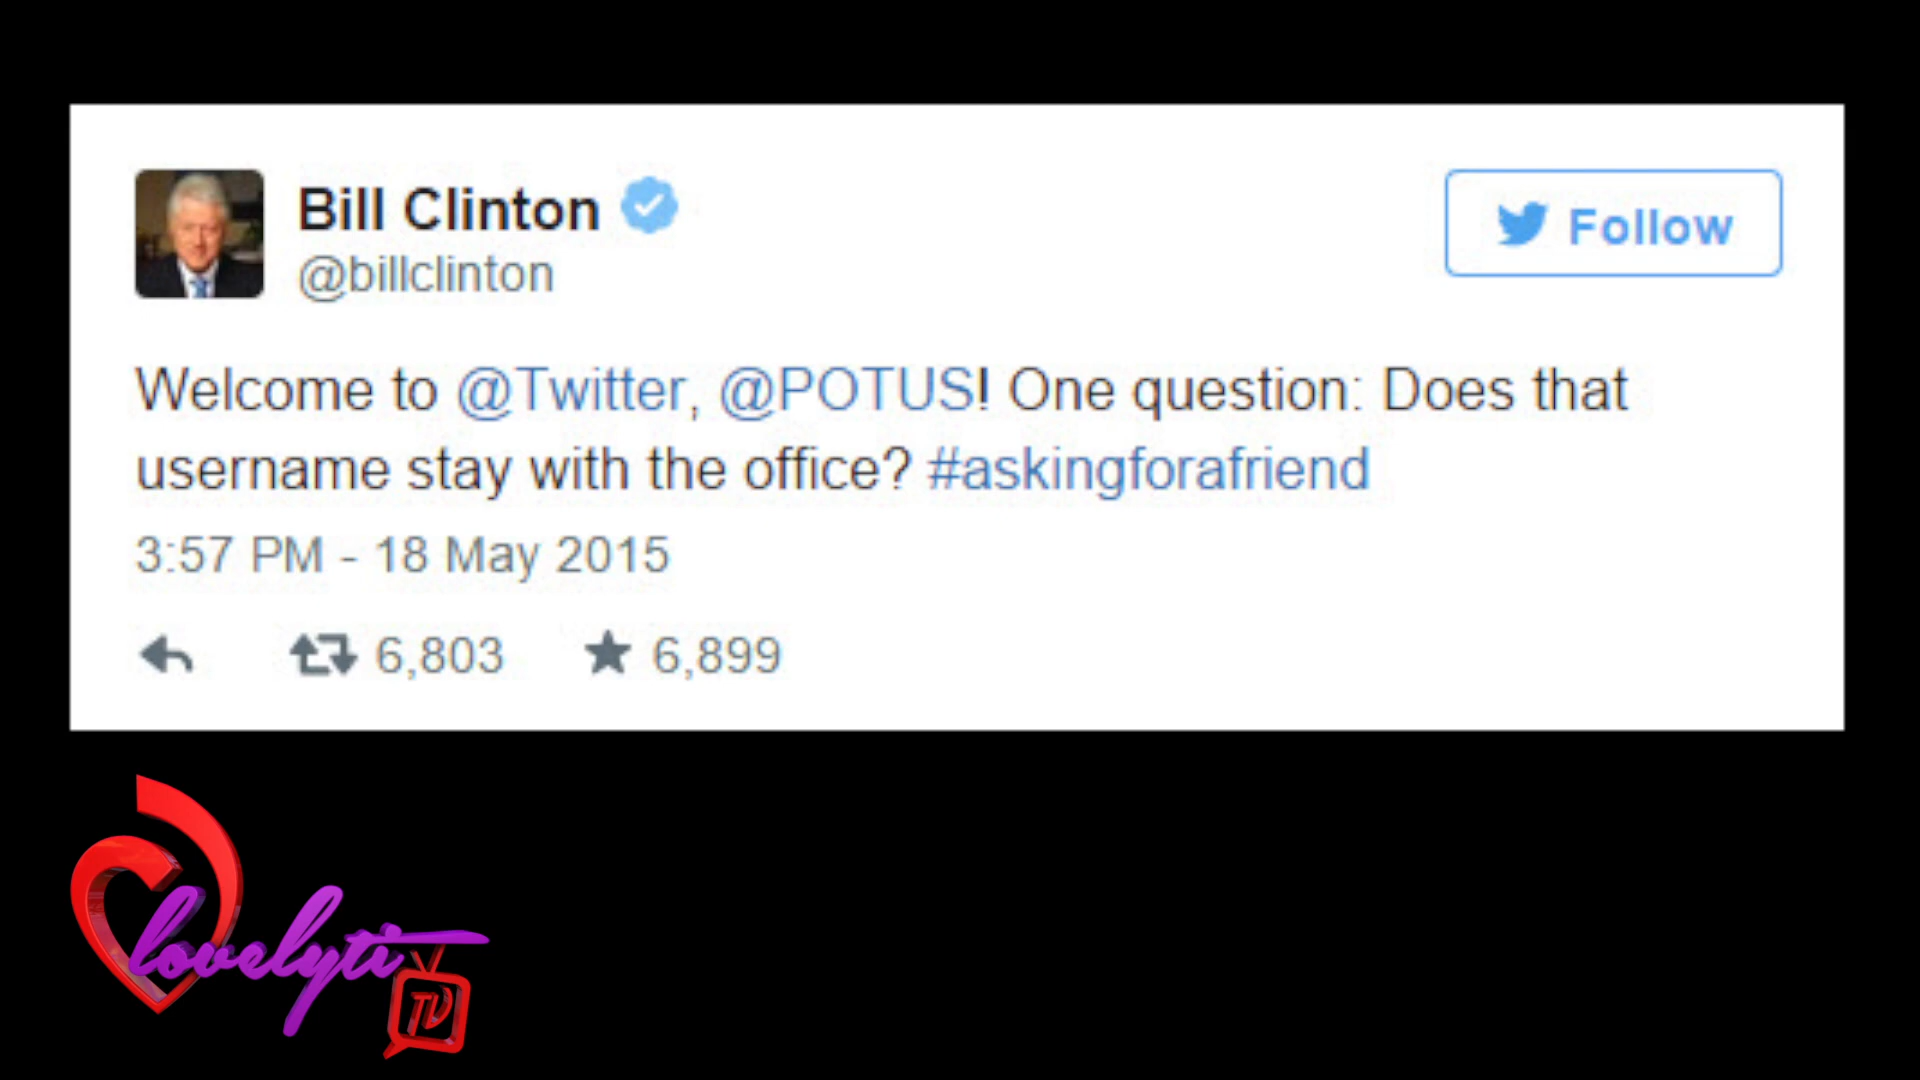 Bill Clinton
@billclinton
Follow
Welcome to @Twitter, @POTUS! One question: Does that
username stay with the office? #askingforafriend
3:57 PM - 18 May 2015
6,803 6,899
lovelyti
TV